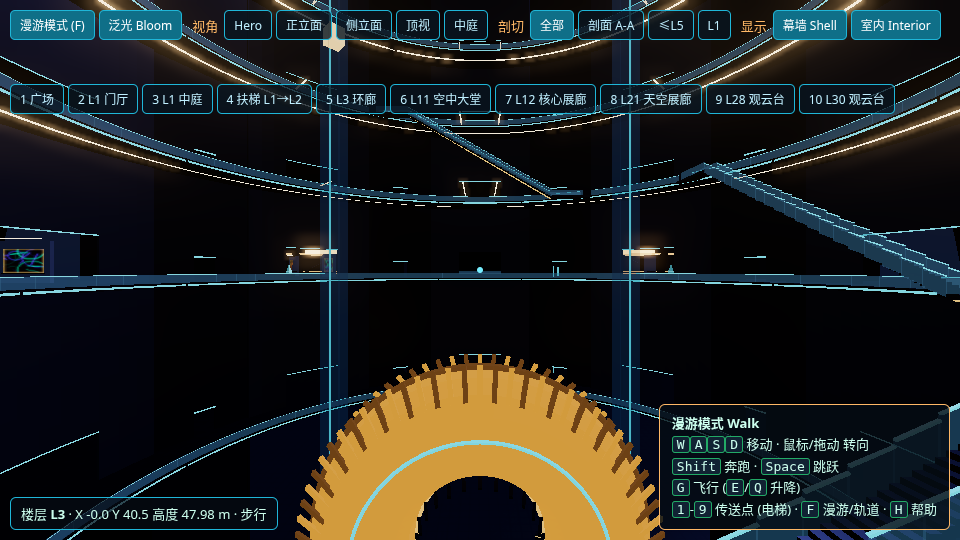 漫游模式 (F) 泛光 Bloom 视角 Hero 正立面 侧立面 顶视 中庭 剖切 全部 剖面 A-A ≤L5 L1 显示 幕墙 Shell 室内 Interior
1 广场 2 L1 门厅 3 L1 中庭 4 扶梯 L1→L2 5 L3 环廊 6 L11 空中大堂 7 L12 核心展廊 8 L21 天空展廊 9 L28 观云台 10 L30 观云台
漫游模式 Walk
W A S D 移动 · 鼠标/拖动 转向
Shift 奔跑 · Space 跳跃
G 飞行 (E/Q 升降)
1-9 传送点 (电梯) · F 漫游/轨道 · H 帮助
楼层 L3 · X -0.0 Y 40.5 高度 47.98 m · 步行